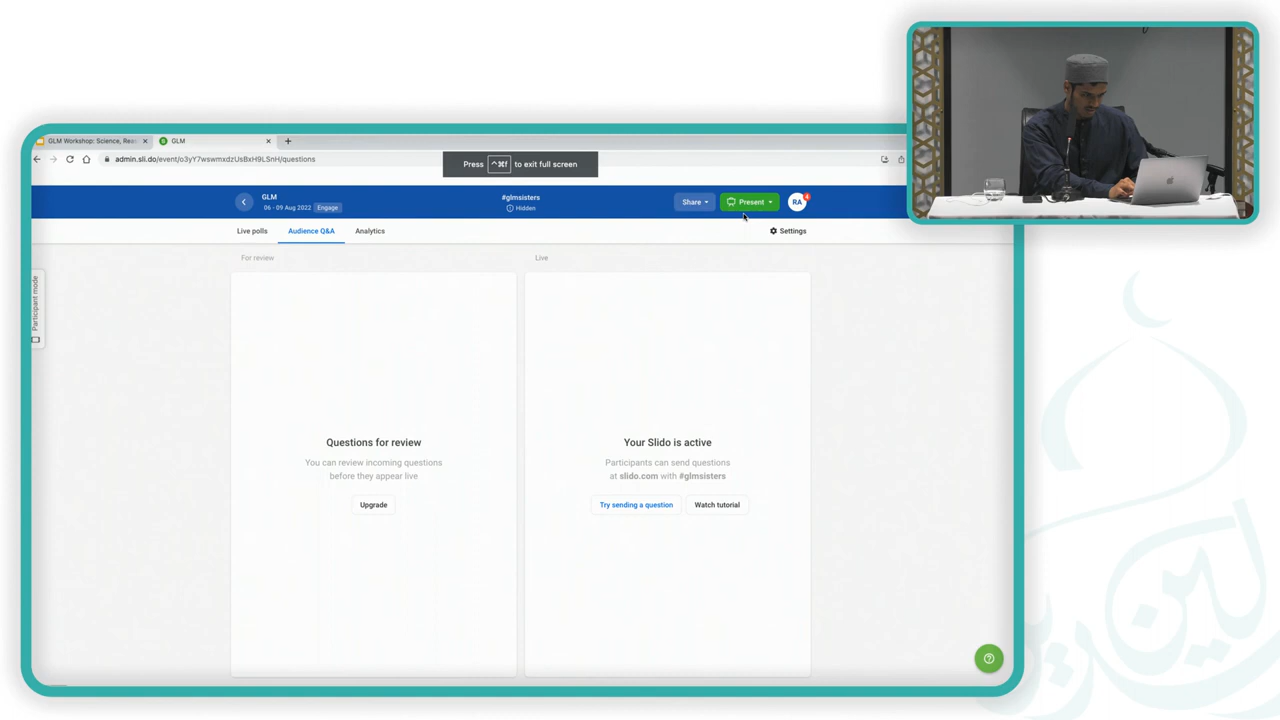 GLM Workshop: Science, Reas
GLM
admin.sli.do/event/o3yY7wswmxdzUsBxH9LSnH/questions
Press ^⌘f to exit full screen
GLM
06 - 09 Aug 2022 Engage
#glmsisters
Hidden
Share
Present
RA
4
Live polls
Audience Q&A
Analytics
Settings
For review
Live
Participant mode
Questions for review
You can review incoming questions
before they appear live
Upgrade
Your Slido is active
Participants can send questions
at slido.com with #glmsisters
Try sending a question
Watch tutorial